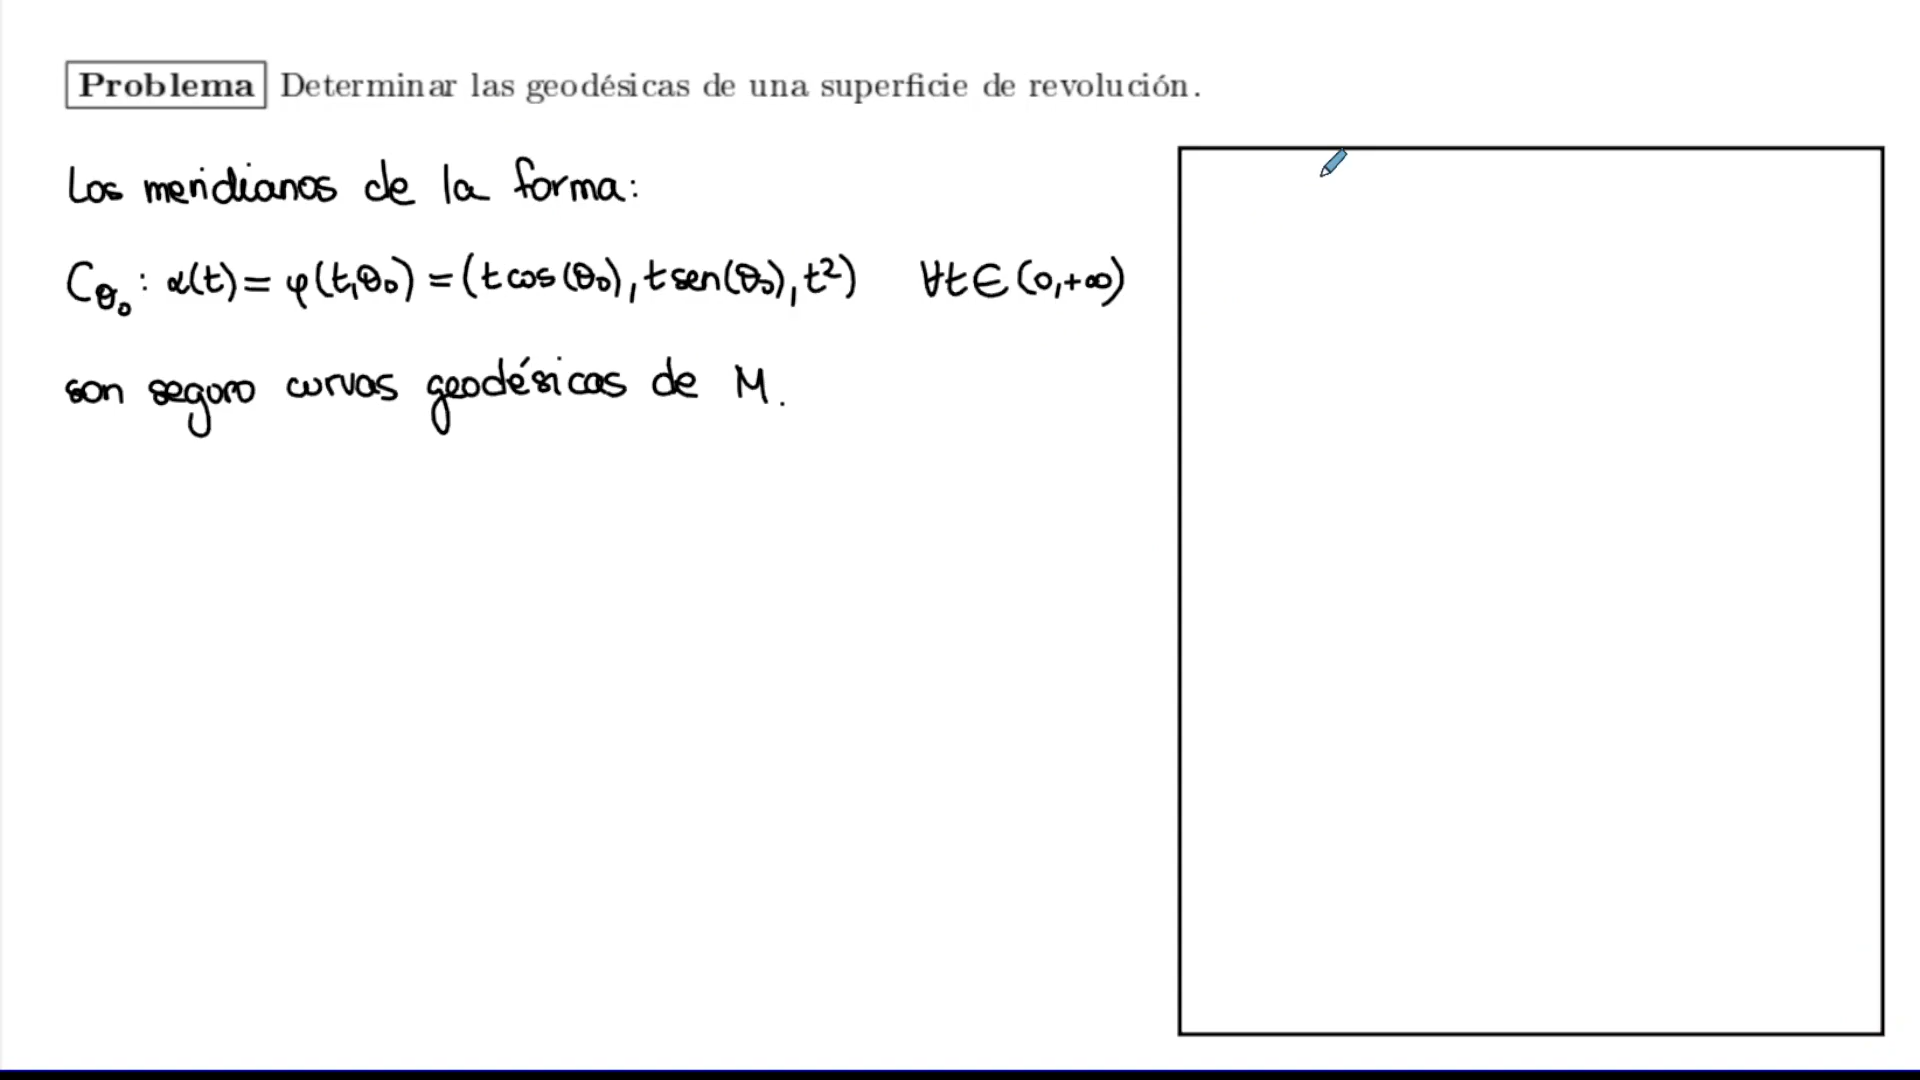 Problema Determinar las geodésicas de una superficie de revolución.
Los meridianos de la forma:
C_θ₀ : α(t) = φ(t,θ₀) = (t cos(θ₀), t sen(θ₀), t²) ∀t∈(0,+∞)
son seguro curvas geodésicas de M.